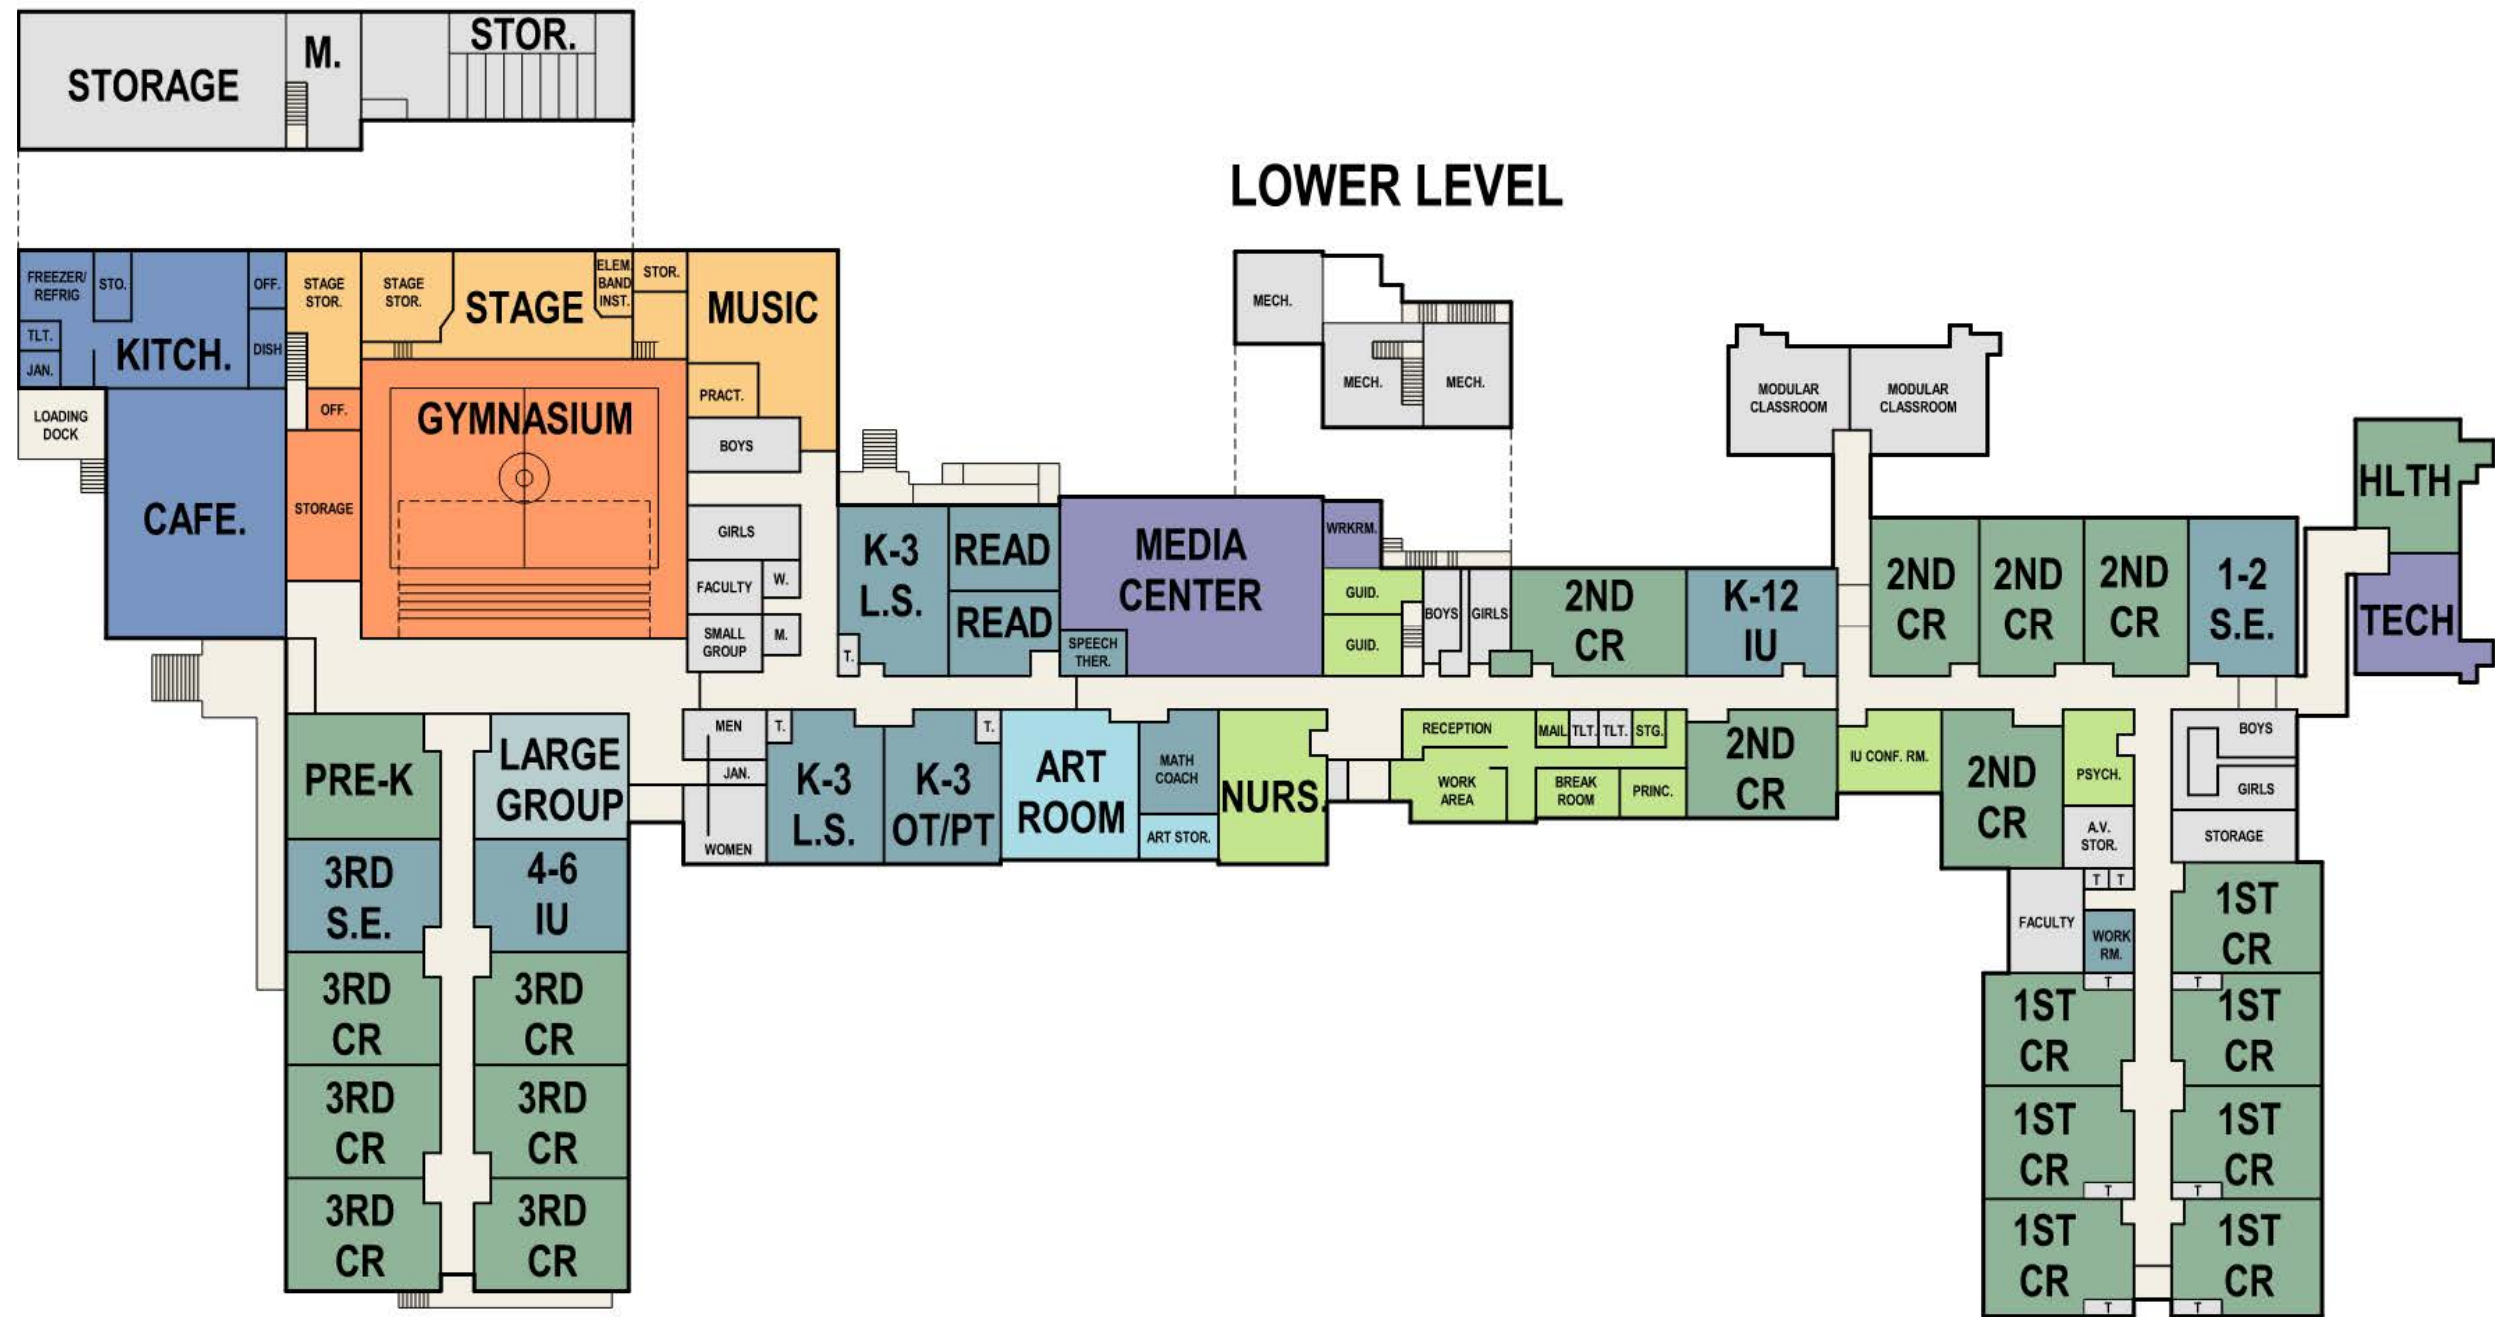 STORAGE
M.
STOR.
LOWER LEVEL
FREEZER/
REFRIG
STO.
OFF.
TLT.
JAN.
KITCH.
DISH
STAGE
STOR.
STAGE
STOR.
STAGE
ELEM.
BAND
INST.
STOR.
MUSIC
PRACT.
LOADING
DOCK
CAFE.
OFF.
STORAGE
GYMNASIUM
BOYS
GIRLS
FACULTY
W.
SMALL
GROUP
M.
MECH.
MECH.
MECH.
MODULAR
CLASSROOM
MODULAR
CLASSROOM
K-3
L.S.
T.
READ
READ
MEDIA
CENTER
SPEECH
THER.
WRKRM.
GUID.
GUID.
BOYS
GIRLS
2ND
CR
K-12
IU
2ND
CR
2ND
CR
2ND
CR
1-2
S.E.
HLTH
TECH
PRE-K
LARGE
GROUP
MEN
JAN.
WOMEN
T.
K-3
L.S.
K-3
OT/PT
T.
ART
ROOM
MATH
COACH
ART STOR.
NURS.
RECEPTION
WORK
AREA
MAIL
TLT.
TLT.
STG.
BREAK
ROOM
PRINC.
2ND
CR
IU CONF. RM.
2ND
CR
PSYCH.
A.V.
STOR.
BOYS
GIRLS
STORAGE
3RD
S.E.
4-6
IU
3RD
CR
3RD
CR
3RD
CR
3RD
CR
3RD
CR
3RD
CR
T
T
FACULTY
WORK
RM.
1ST
CR
T
T
1ST
CR
1ST
CR
1ST
CR
1ST
CR
T
T
1ST
CR
1ST
CR
T
T